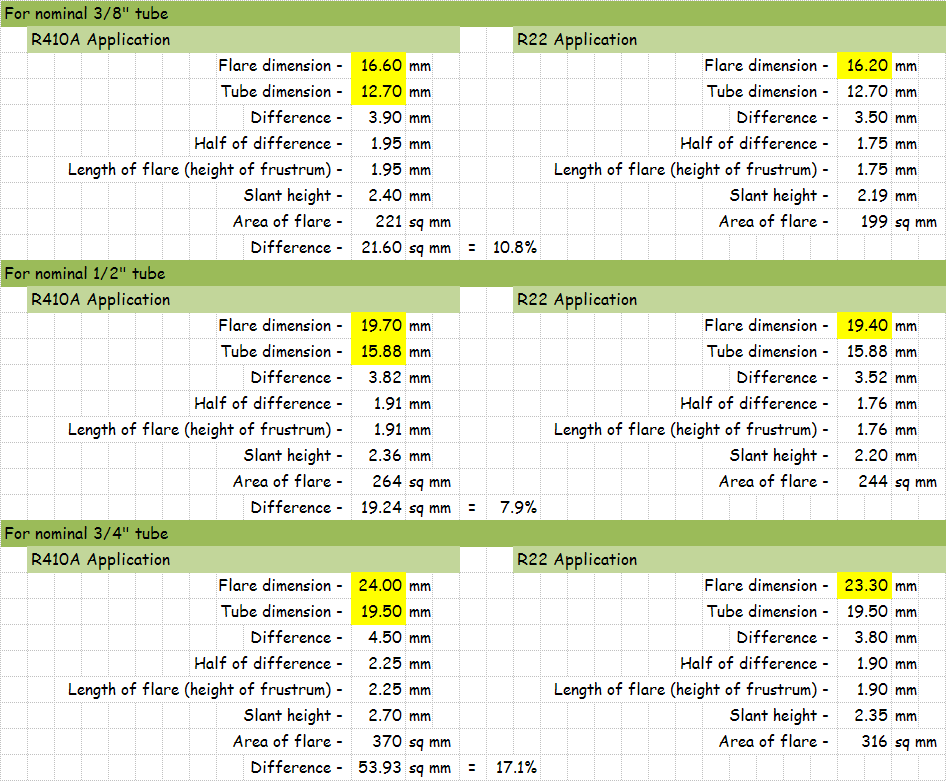 For nominal 3/8" tube
R410A Application R22 Application
Flare dimension - 16.60 mm Flare dimension - 16.20 mm
Tube dimension - 12.70 mm Tube dimension - 12.70 mm
Difference - 3.90 mm Difference - 3.50 mm
Half of difference - 1.95 mm Half of difference - 1.75 mm
Length of flare (height of frustrum) - 1.95 mm Length of flare (height of frustrum) - 1.75 mm
Slant height - 2.40 mm Slant height - 2.19 mm
Area of flare - 221 sq mm Area of flare - 199 sq mm
Difference - 21.60 sq mm = 10.8%
For nominal 1/2" tube
R410A Application R22 Application
Flare dimension - 19.70 mm Flare dimension - 19.40 mm
Tube dimension - 15.88 mm Tube dimension - 15.88 mm
Difference - 3.82 mm Difference - 3.52 mm
Half of difference - 1.91 mm Half of difference - 1.76 mm
Length of flare (height of frustrum) - 1.91 mm Length of flare (height of frustrum) - 1.76 mm
Slant height - 2.36 mm Slant height - 2.20 mm
Area of flare - 264 sq mm Area of flare - 244 sq mm
Difference - 19.24 sq mm = 7.9%
For nominal 3/4" tube
R410A Application R22 Application
Flare dimension - 24.00 mm Flare dimension - 23.30 mm
Tube dimension - 19.50 mm Tube dimension - 19.50 mm
Difference - 4.50 mm Difference - 3.80 mm
Half of difference - 2.25 mm Half of difference - 1.90 mm
Length of flare (height of frustrum) - 2.25 mm Length of flare (height of frustrum) - 1.90 mm
Slant height - 2.70 mm Slant height - 2.35 mm
Area of flare - 370 sq mm Area of flare - 316 sq mm
Difference - 53.93 sq mm = 17.1%